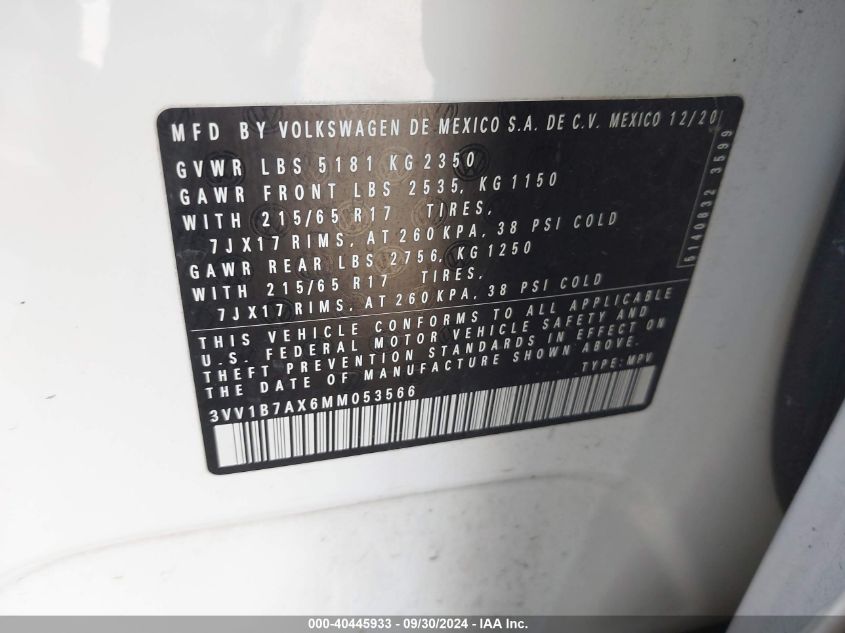 MFD BY VOLKSWAGEN DE MEXICO S.A. DE C.V. MEXICO 12/20
GVWR LBS 5181 KG 2350
GAWR FRONT LBS 2535, KG 1150
WITH 215/65 R17 TIRES,
7JX17 RIMS, AT 260 KPA, 38 PSI COLD
GAWR REAR LBS 2756, KG 1250
WITH 215/65 R17 TIRES,
7JX17 RIMS, AT 260 KPA, 38 PSI COLD
5140832 3599
THIS VEHICLE CONFORMS TO ALL APPLICABLE
U.S. FEDERAL MOTOR VEHICLE SAFETY AND
THEFT PREVENTION STANDARDS IN EFFECT ON
THE DATE OF MANUFACTURE SHOWN ABOVE.
TYPE: MPV
3VV1B7AX6MM053566
000-40445933 - 09/30/2024 - IAA Inc.